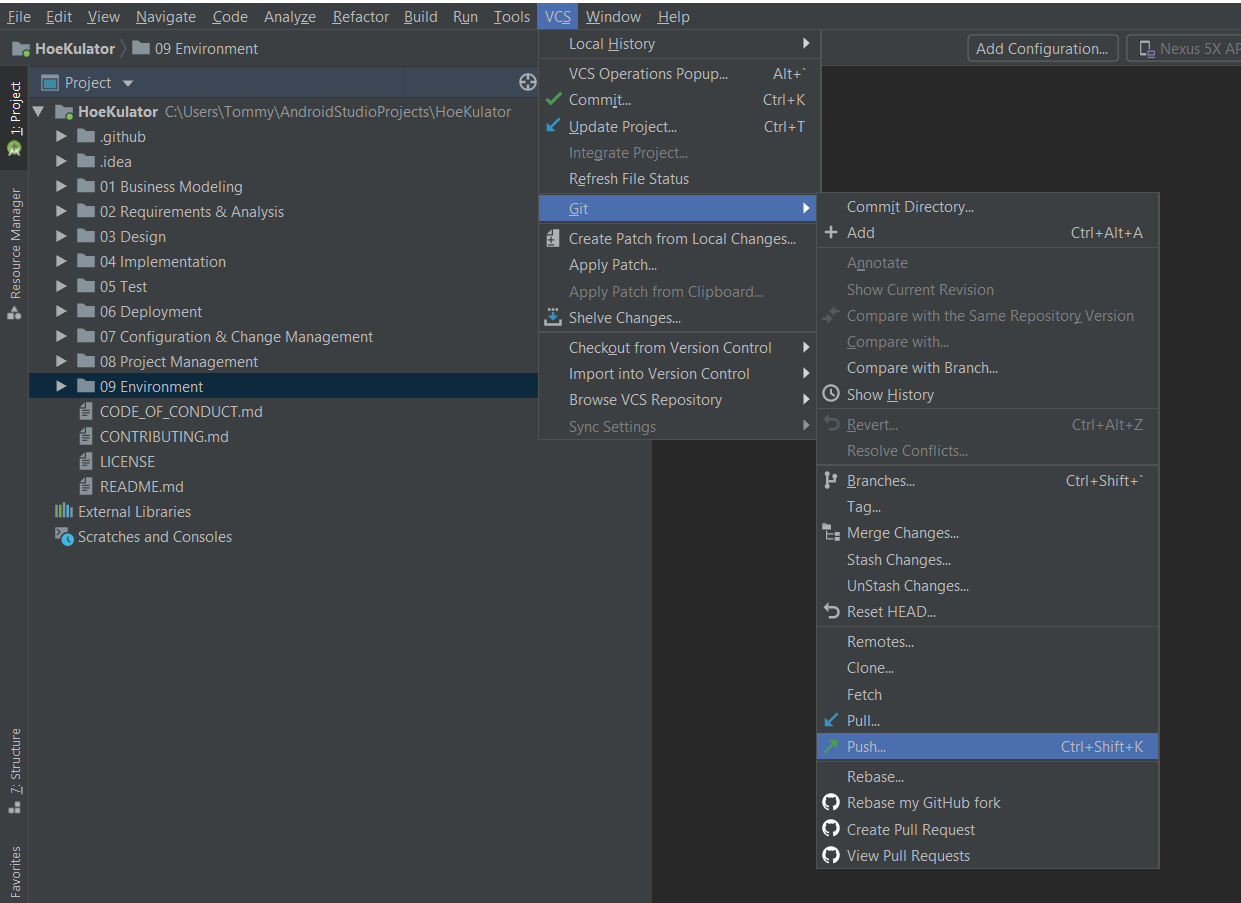 File Edit View Navigate Code Analyze Refactor Build Run Tools VCS Window Help
HoeKulator 09 Environment
Add Configuration...
Nexus 5X AP
1: Project
Resource Manager
7: Structure
Favorites
Project
HoeKulator C:\Users\Tommy\AndroidStudioProjects\HoeKulator
.github
.idea
01 Business Modeling
02 Requirements & Analysis
03 Design
04 Implementation
05 Test
06 Deployment
07 Configuration & Change Management
08 Project Management
09 Environment
CODE_OF_CONDUCT.md
CONTRIBUTING.md
LICENSE
README.md
External Libraries
Scratches and Consoles
Local History
VCS Operations Popup... Alt+`
Commit... Ctrl+K
Update Project... Ctrl+T
Integrate Project...
Refresh File Status
Git
Create Patch from Local Changes...
Apply Patch...
Apply Patch from Clipboard...
Shelve Changes...
Checkout from Version Control
Import into Version Control
Browse VCS Repository
Sync Settings
Commit Directory...
Add Ctrl+Alt+A
Annotate
Show Current Revision
Compare with the Same Repository Version
Compare with...
Compare with Branch...
Show History
Revert... Ctrl+Alt+Z
Resolve Conflicts...
Branches... Ctrl+Shift+`
Tag...
Merge Changes...
Stash Changes...
UnStash Changes...
Reset HEAD...
Remotes...
Clone...
Fetch
Pull...
Push... Ctrl+Shift+K
Rebase...
Rebase my GitHub fork
Create Pull Request
View Pull Requests